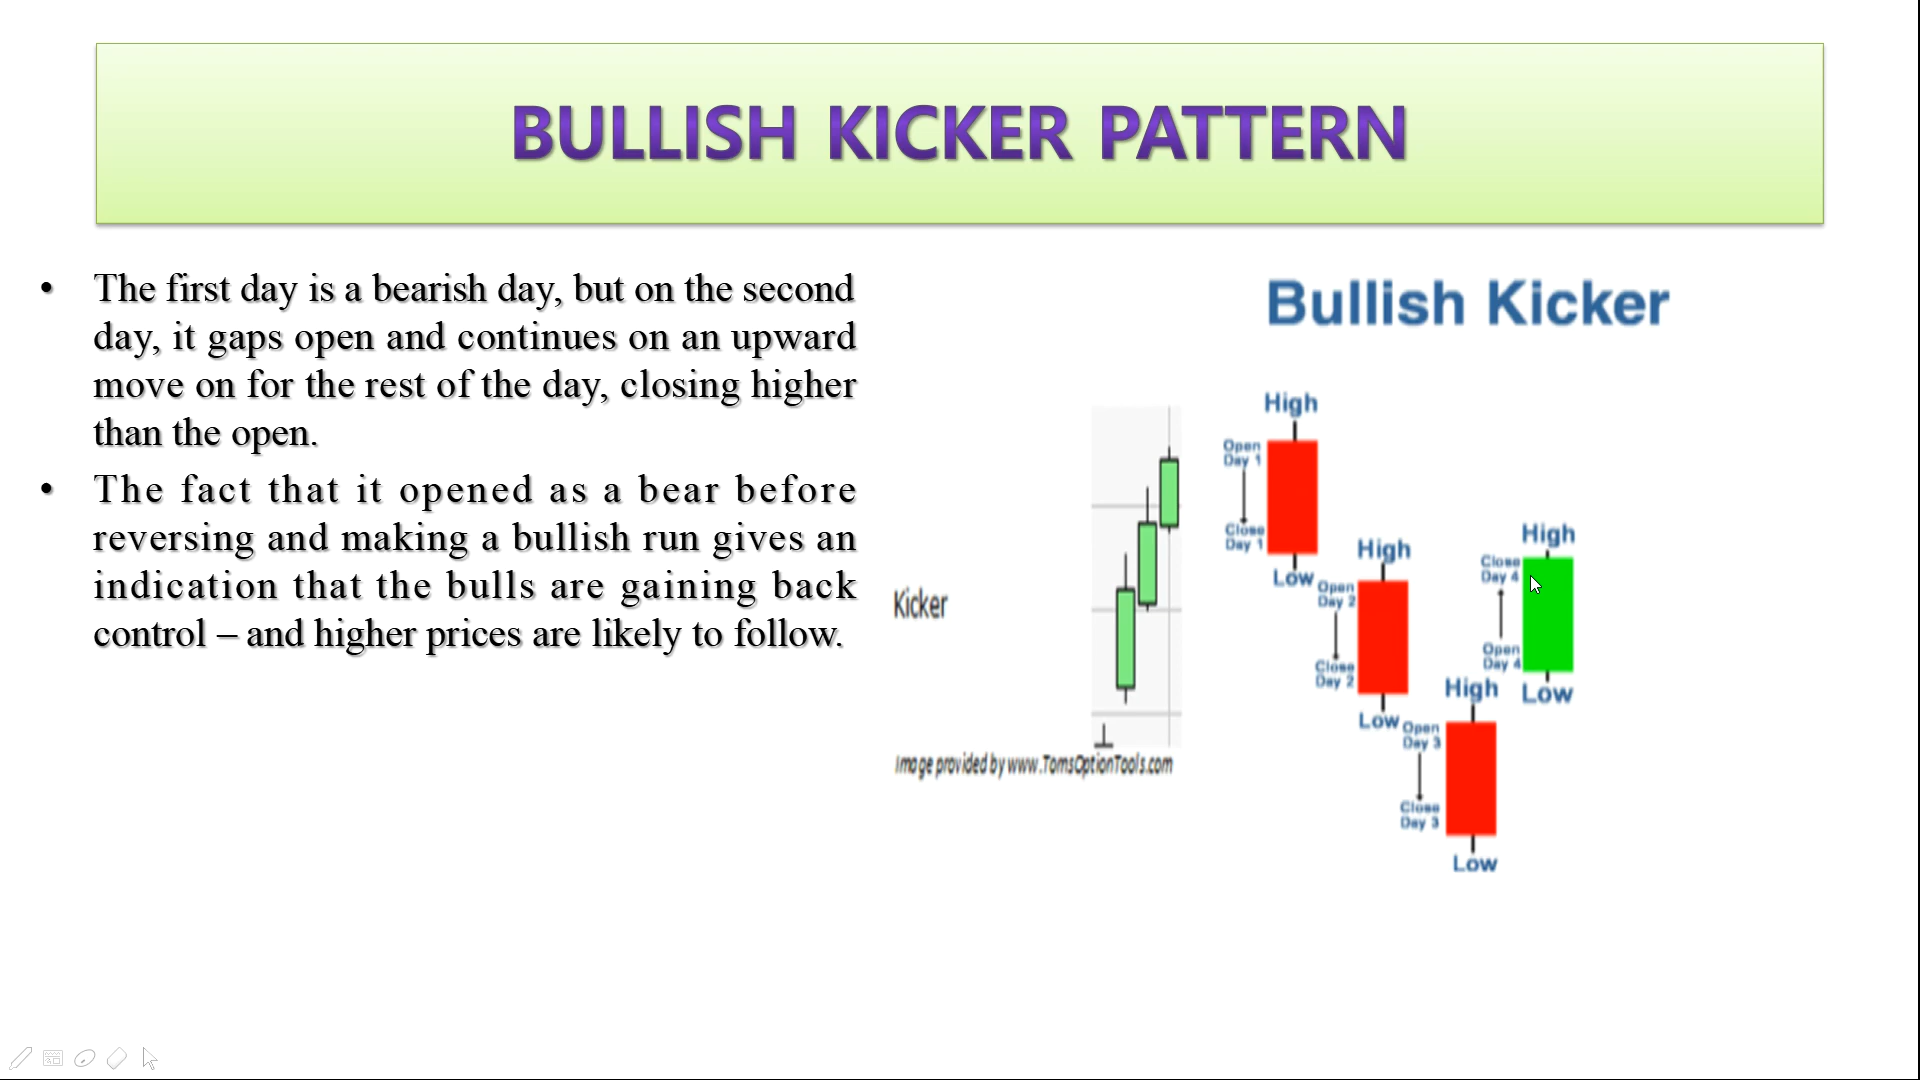 BULLISH KICKER PATTERN
• The first day is a bearish day, but on the second
day, it gaps open and continues on an upward
move on for the rest of the day, closing higher
than the open.
• The fact that it opened as a bear before
reversing and making a bullish run gives an
indication that the bulls are gaining back
control – and higher prices are likely to follow.
Kicker
Image provided by www.TomsOptionTools.com
Bullish Kicker
High
Open
Day 1
Close
Day 1
Low
High
Open
Day 2
Close
Day 2
Low
High
Open
Day 3
Close
Day 3
Low
High
Close
Day 4
Open
Day 4
Low